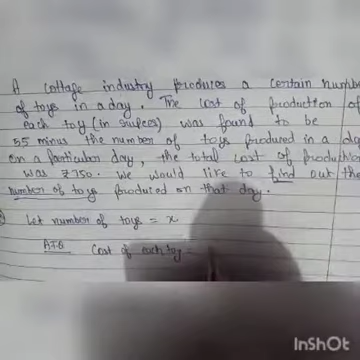 A cottage industry produces a certain number
of toys in a day. The cost of production of
each toy (in rupees) was found to be
55 minus the number of toys produced in a day
on a particular day, the total cost of production
was ₹750. We would like to find out the
number of toys produced on that day.
Let number of toys = x
ATQ Cost of each toy
InShOt